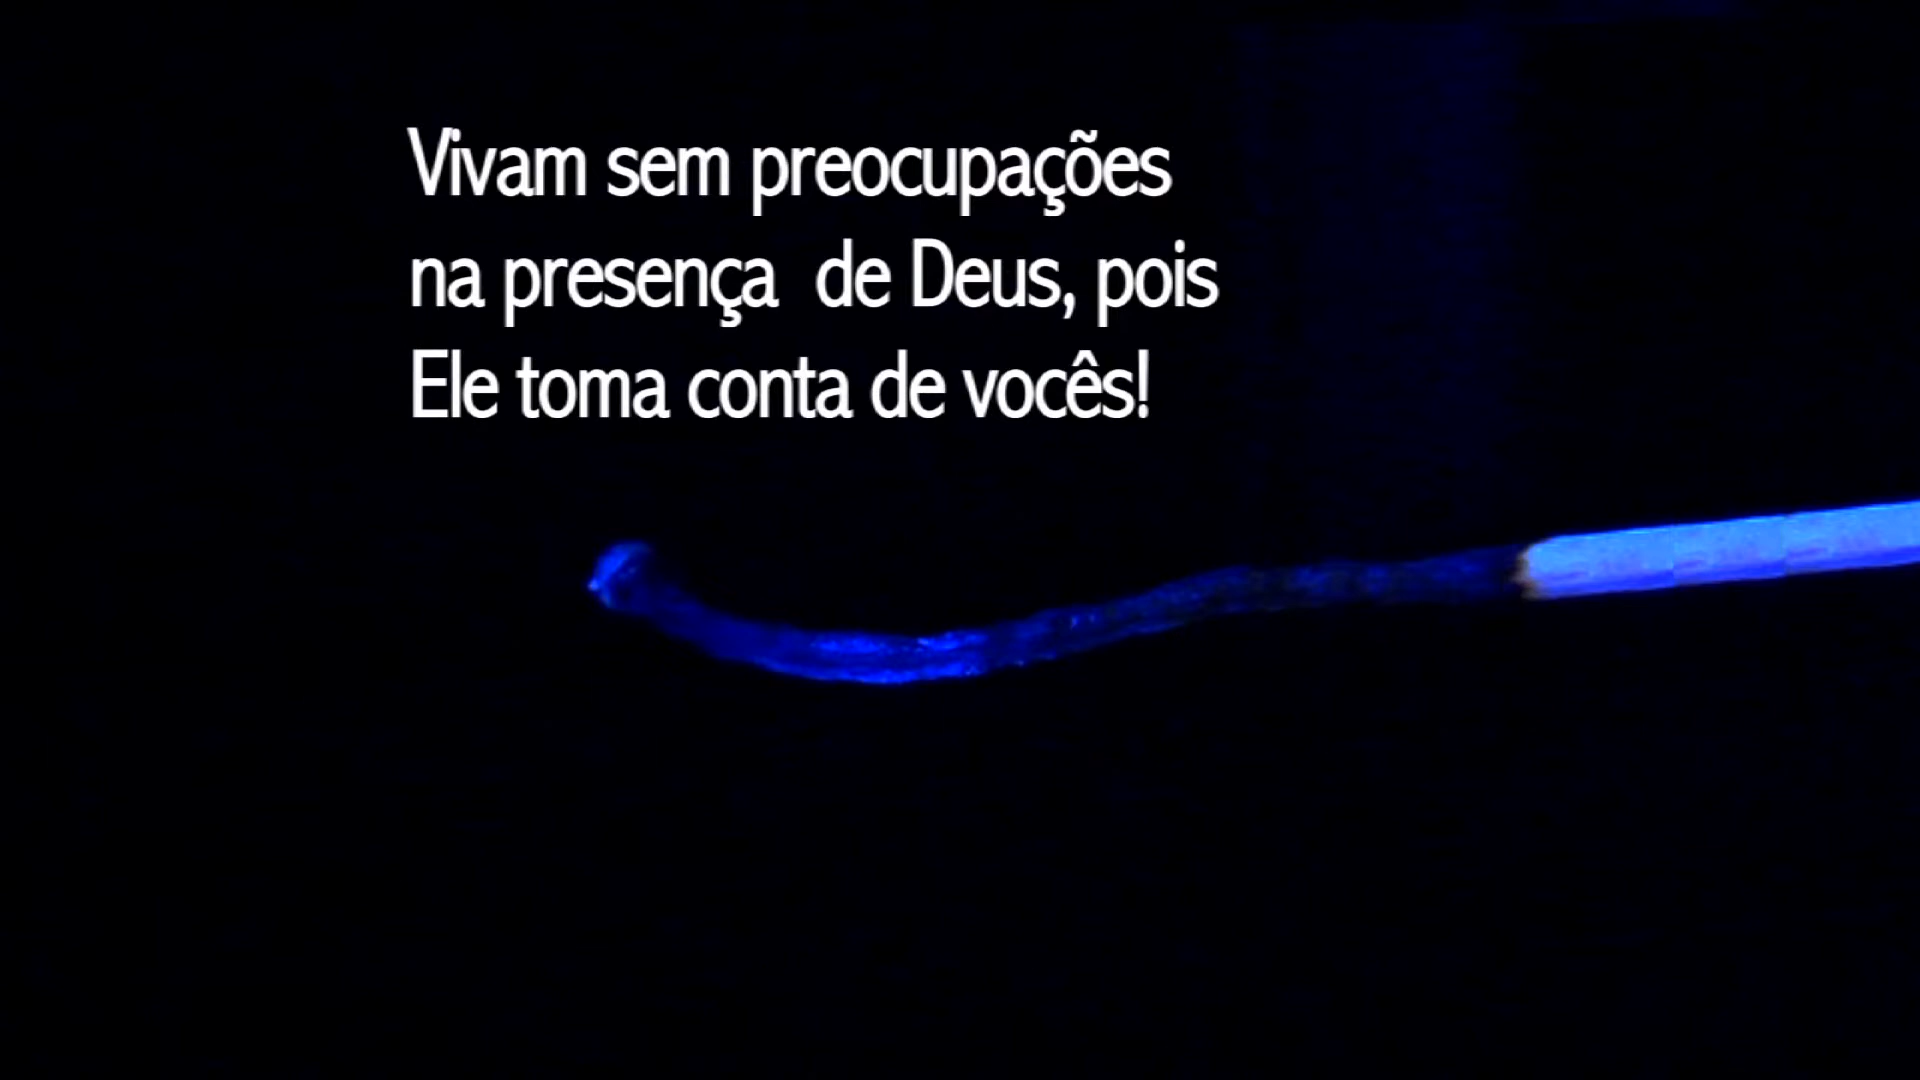 Vivam sem preocupações
na presença  de Deus, pois
Ele toma conta de vocês!